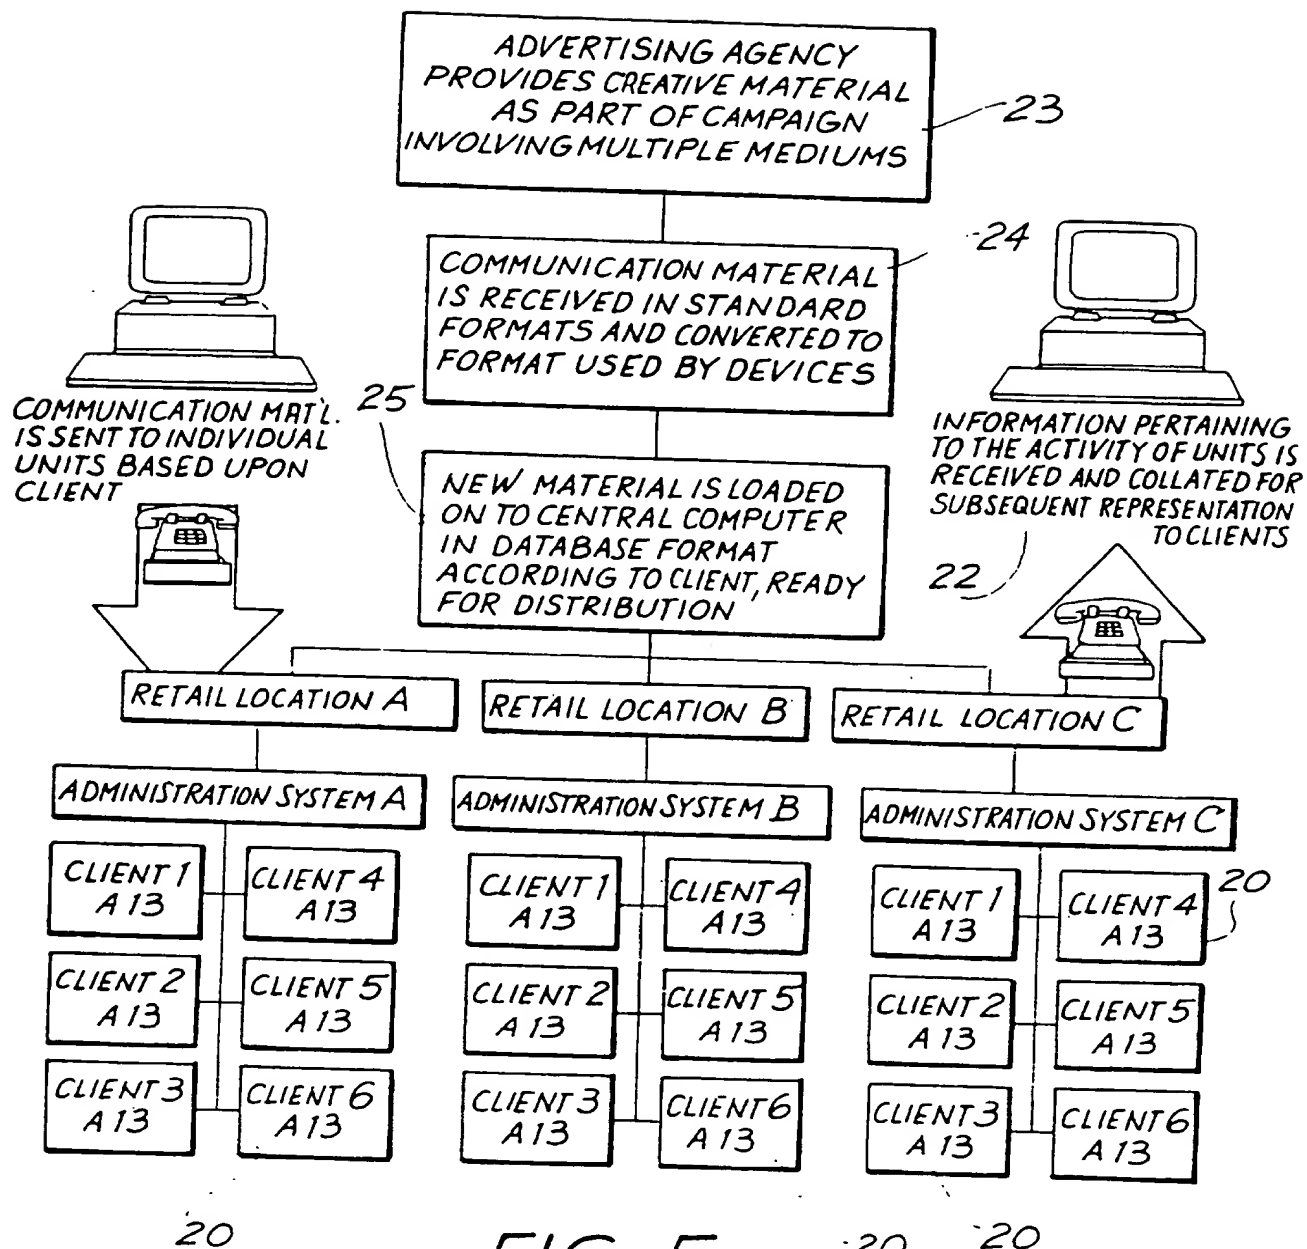 ADVERTISING AGENCY
PROVIDES CREATIVE MATERIAL
AS PART OF CAMPAIGN
INVOLVING MULTIPLE MEDIUMS
23
COMMUNICATION MATERIAL
IS RECEIVED IN STANDARD
FORMATS AND CONVERTED TO
FORMAT USED BY DEVICES
24
COMMUNICATION MAT'L.
IS SENT TO INDIVIDUAL
UNITS BASED UPON
CLIENT
25
NEW MATERIAL IS LOADED
ON TO CENTRAL COMPUTER
IN DATABASE FORMAT
ACCORDING TO CLIENT, READY
FOR DISTRIBUTION
INFORMATION PERTAINING
TO THE ACTIVITY OF UNITS IS
RECEIVED AND COLLATED FOR
SUBSEQUENT REPRESENTATION
TO CLIENTS
22
RETAIL LOCATION A
RETAIL LOCATION B
RETAIL LOCATION C
ADMINISTRATION SYSTEM A
ADMINISTRATION SYSTEM B
ADMINISTRATION SYSTEM C
CLIENT 1
A 13
CLIENT 4
A 13
CLIENT 2
A 13
CLIENT 5
A 13
CLIENT 3
A 13
CLIENT 6
A 13
CLIENT 1
A 13
CLIENT 4
A 13
CLIENT 2
A 13
CLIENT 5
A 13
CLIENT 3
A 13
CLIENT 6
A 13
CLIENT 1
A 13
CLIENT 4
A 13
20
CLIENT 2
A 13
CLIENT 5
A 13
CLIENT 3
A 13
CLIENT 6
A 13
20
FIG. 5
20
20